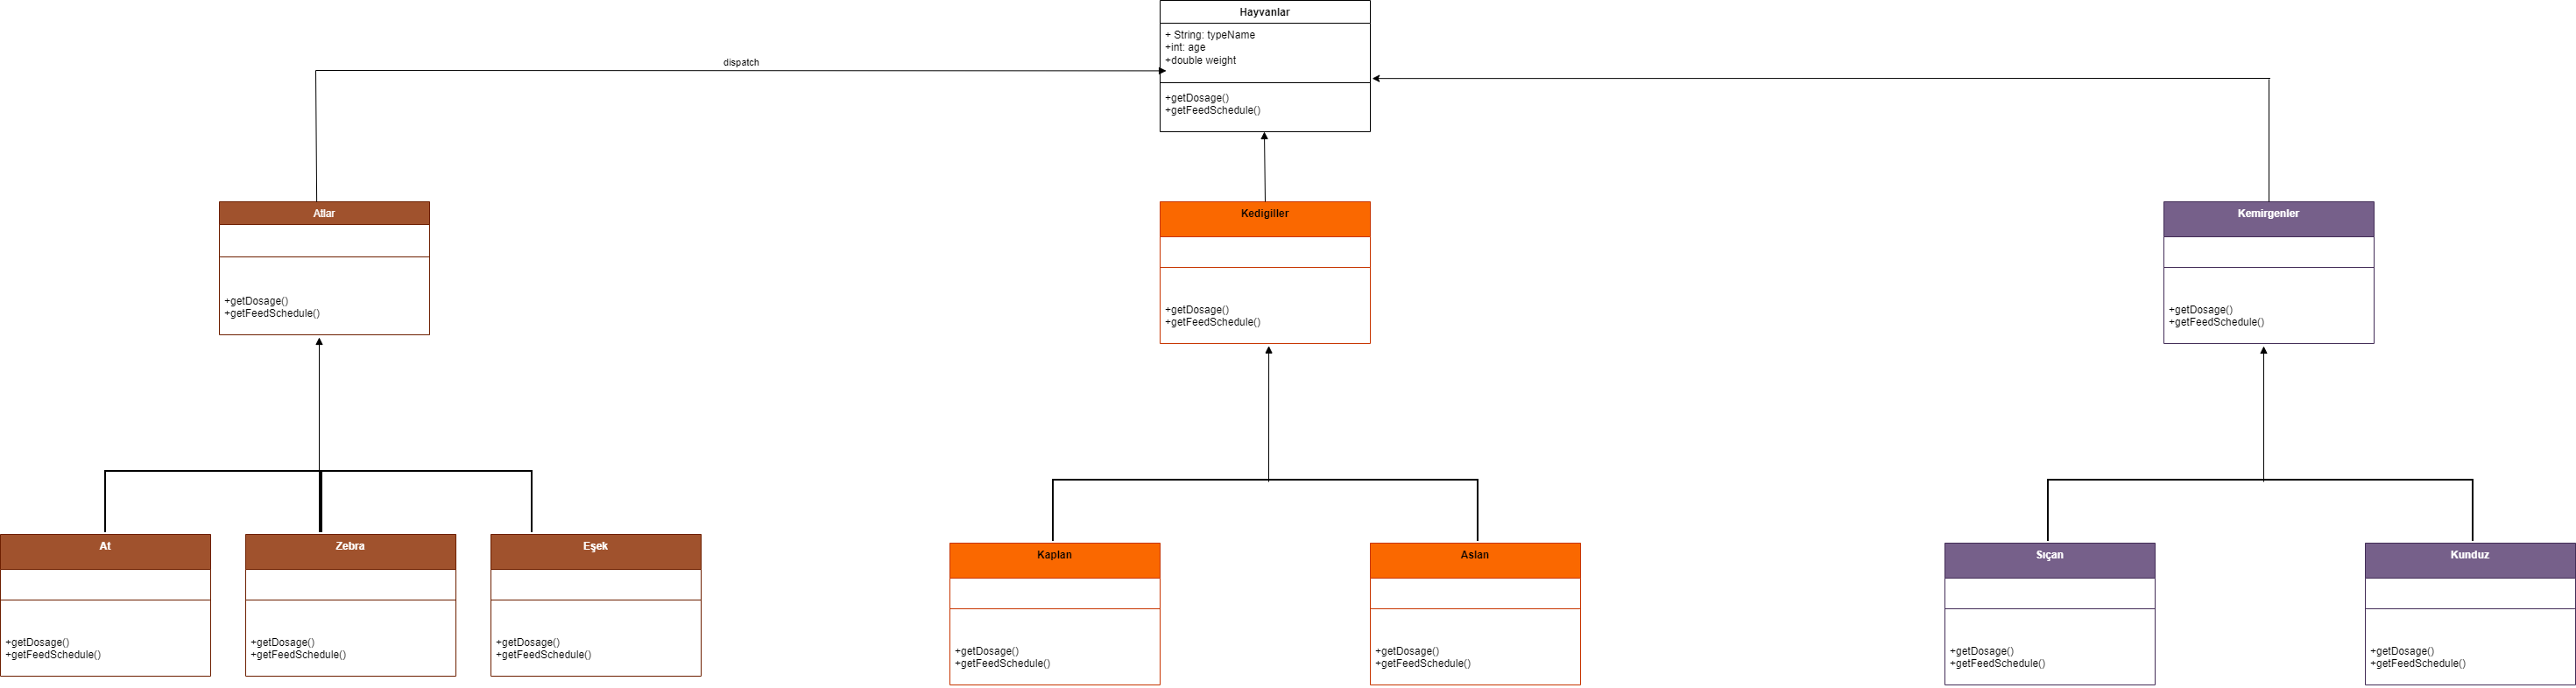 Hayvanlar
+ String: typeName
+int: age
+double weight
+getDosage()
+getFeedSchedule()
dispatch
Atlar
+getDosage()
+getFeedSchedule()
Kedigiller
+getDosage()
+getFeedSchedule()
Kemirgenler
+getDosage()
+getFeedSchedule()
At
+getDosage()
+getFeedSchedule()
Zebra
+getDosage()
+getFeedSchedule()
Eşek
+getDosage()
+getFeedSchedule()
Kaplan
+getDosage()
+getFeedSchedule()
Aslan
+getDosage()
+getFeedSchedule()
Sıçan
+getDosage()
+getFeedSchedule()
Kunduz
+getDosage()
+getFeedSchedule()